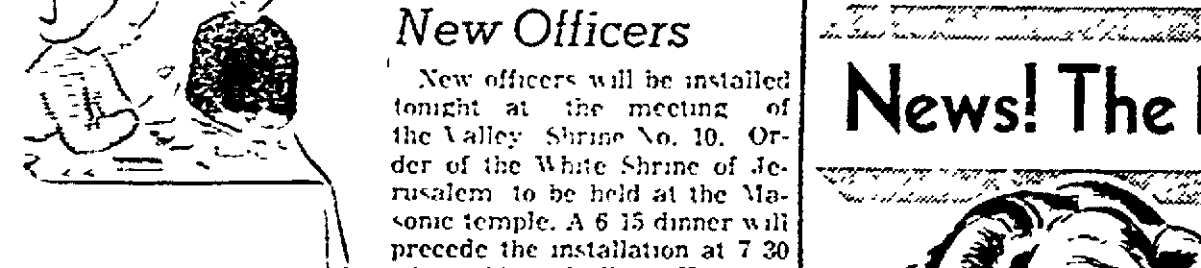 New Officers
New officers will be installed
tonight at the meeting of
the Valley Shrine No. 10. Or-
der of the White Shrine of Je-
rusalem to be held at the Ma-
sonic temple. A 6 15 dinner will
precede the installation at 7 30
News! The